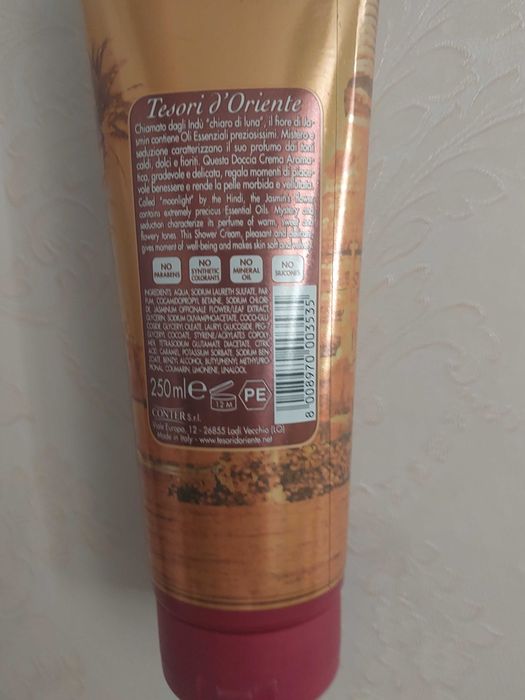 Tesori d'Oriente
Chiamato dagli Indù "chiaro di luna", il fiore di Ja-
smin contiene Oli Essenziali preziosissimi. Mistero e
seduzione caratterizzano il suo profumo dai toni
caldi, dolci e fioriti. Questa Doccia Crema Aroma-
tica, gradevole e delicata, regala momenti di piace-
vole benessere e rende la pelle morbida e vellutata.
Called "moonlight" by the Hindi, the Jasmin's flower
contains extremely precious Essential Oils. Mystery and
seduction characterize its perfume of warm, sweet and
flowery tones. This Shower Cream, pleasant and delicate,
gives moment of well-being and makes skin soft and velvet.
NO PARABENS
NO SYNTHETIC COLORANTS
NO MINERAL OIL
NO SILICONES
INGREDIENTS: AQUA, SODIUM LAURETH SULFATE, PAR-
FUM, COCAMIDOPROPYL BETAINE, SODIUM CHLORI-
DE, JASMINUM OFFICINALE FLOWER/LEAF EXTRACT,
GLYCERIN, SODIUM OLIVAMPHOACETATE, COCO-GLU-
COSIDE, GLYCERYL OLEATE, LAURYL GLUCOSIDE, PEG-7
GLYCERYL COCOATE, STYRENE/ACRYLATES COPOLY-
MER, TETRASODIUM GLUTAMATE DIACETATE, CITRIC
ACID, CARAMEL, POTASSIUM SORBATE, SODIUM BEN-
ZOATE, BENZYL ALCOHOL, BUTYLPHENYL METHYLPRO-
PIONAL, COUMARIN, LIMONENE, LINALOOL.
250 ml e 12 M PE
8 008970 003535
CONTER S.r.l.
Viale Europa, 12 - 26855 Lodi Vecchio (LO)
Made in Italy - www.tesoridoriente.net